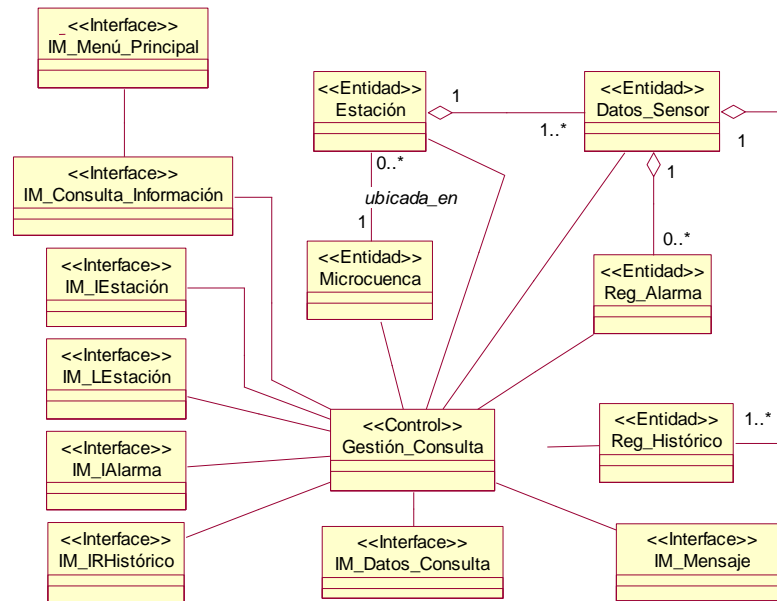 <<Interface>>
IM_Menú_Principal
<<Entidad>>
Estación
1
1..*
<<Entidad>>
Datos_Sensor
1
0..*
ubicada_en
1
1
0..*
<<Interface>>
IM_Consulta_Información
<<Interface>>
IM_IEstación
<<Entidad>>
Microcuenca
<<Entidad>>
Reg_Alarma
<<Interface>>
IM_LEstación
<<Control>>
Gestión_Consulta
<<Entidad>>
Reg_Histórico
1..*
<<Interface>>
IM_IAlarma
<<Interface>>
IM_IRHistórico
<<Interface>>
IM_Datos_Consulta
<<Interface>>
IM_Mensaje